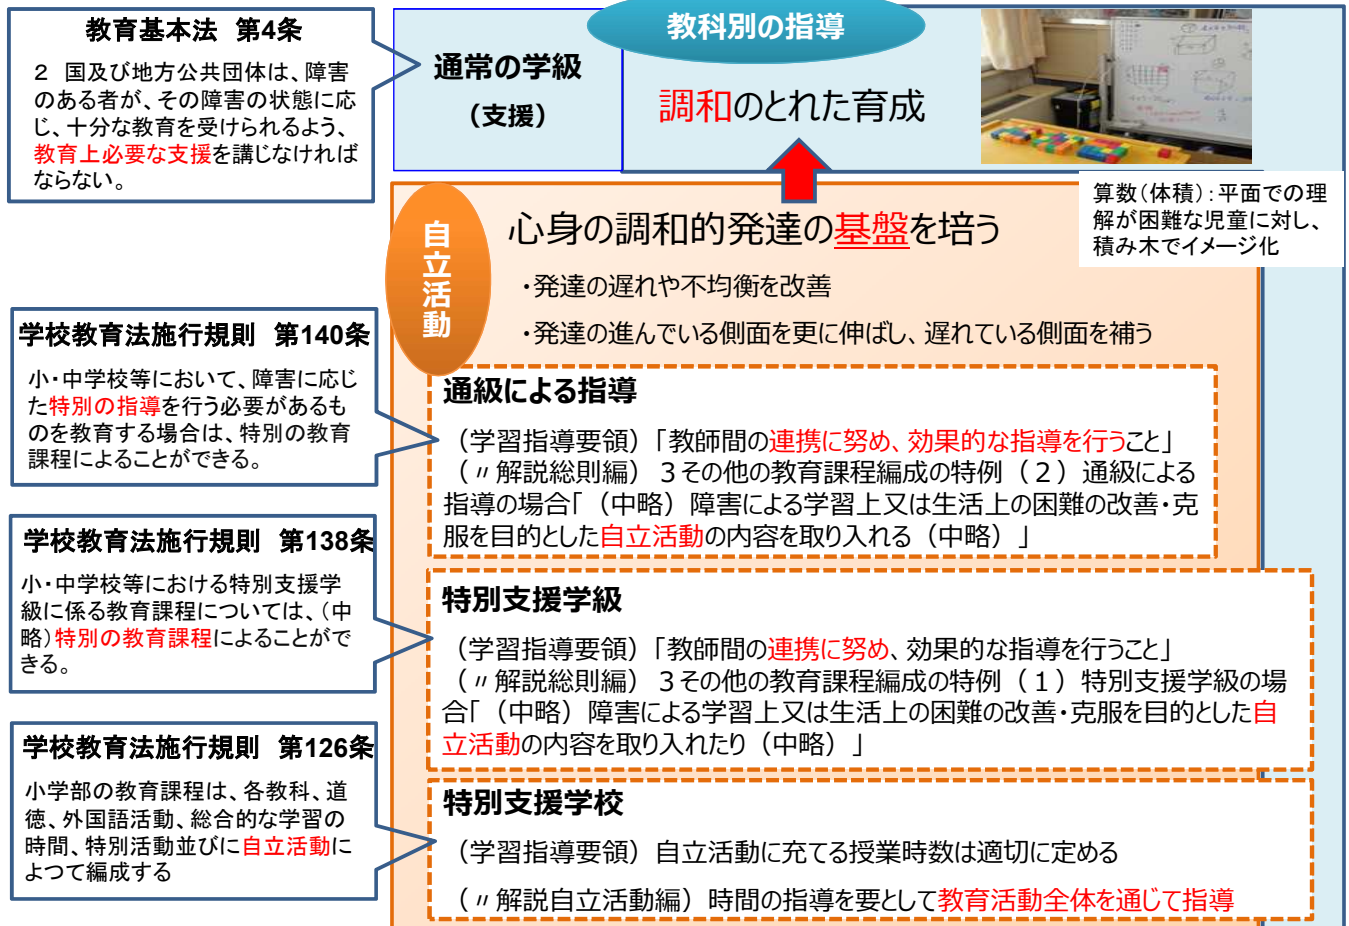 教育基本法　第4条
２　国及び地方公共団体は、障害
のある者が、その障害の状態に応
じ、十分な教育を受けられるよう、
教育上必要な支援を講じなければ
ならない。
通常の学級
（支援）
教科別の指導
調和のとれた育成
算数（体積）：平面での理
解が困難な児童に対し、
積み木でイメージ化
自立活動
心身の調和的発達の基盤を培う
・発達の遅れや不均衡を改善
・発達の進んでいる側面を更に伸ばし、遅れている側面を補う
学校教育法施行規則　第140条
小・中学校等において、障害に応じ
た特別の指導を行う必要があるも
のを教育する場合は、特別の教育
課程によることができる。
通級による指導
（学習指導要領）「教師間の連携に努め、効果的な指導を行うこと」
（〃解説総則編）３その他の教育課程編成の特例（２）通級による
指導の場合「（中略）障害による学習上又は生活上の困難の改善・克
服を目的とした自立活動の内容を取り入れる（中略）」
学校教育法施行規則　第138条
小・中学校等における特別支援学
級に係る教育課程については、（中
略）特別の教育課程によることがで
きる。
特別支援学級
（学習指導要領）「教師間の連携に努め、効果的な指導を行うこと」
（〃解説総則編）３その他の教育課程編成の特例（１）特別支援学級の場
合「（中略）障害による学習上又は生活上の困難の改善・克服を目的とした自
立活動の内容を取り入れたり（中略）」
学校教育法施行規則　第126条
小学部の教育課程は、各教科、道
徳、外国語活動、総合的な学習の
時間、特別活動並びに自立活動に
よつて編成する
特別支援学校
（学習指導要領）自立活動に充てる授業時数は適切に定める
（〃解説自立活動編）時間の指導を要として教育活動全体を通じて指導